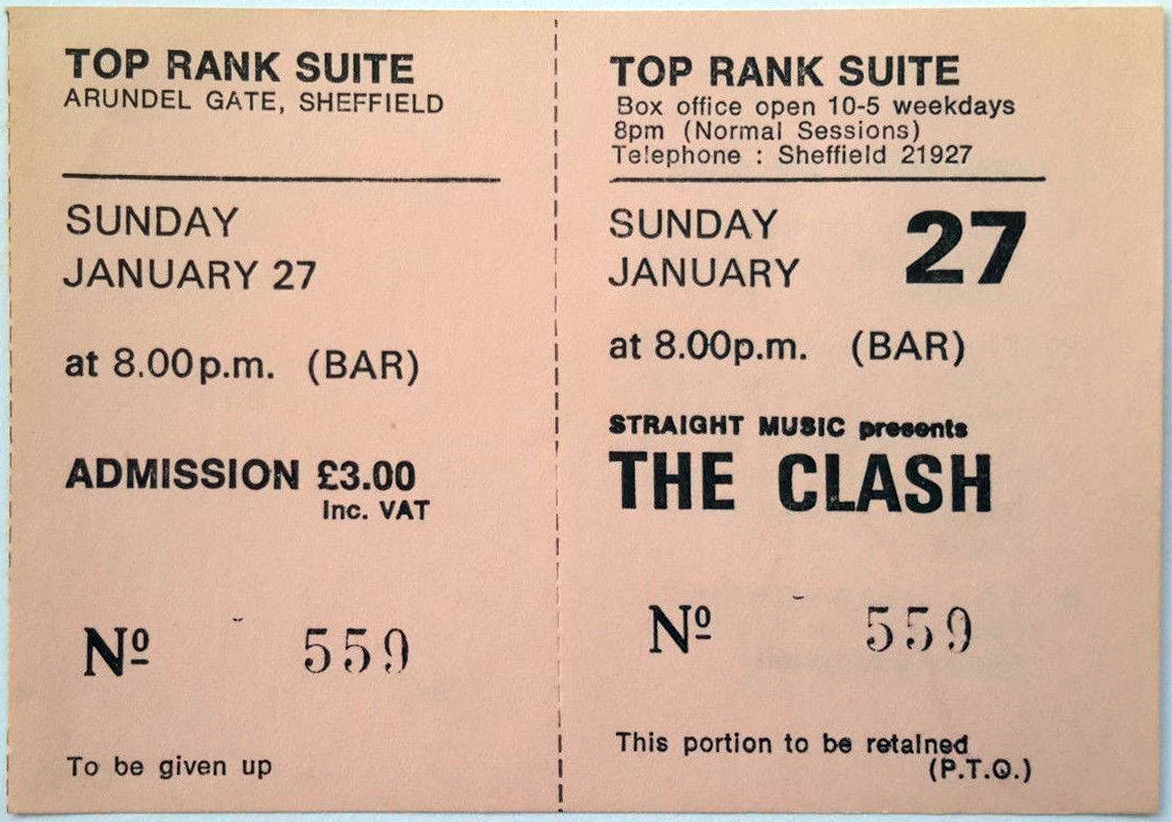 TOP RANK SUITE
ARUNDEL GATE, SHEFFIELD
SUNDAY
JANUARY 27
at 8.00p.m. (BAR)
ADMISSION £3.00
Inc. VAT
Nº 559
To be given up
TOP RANK SUITE
Box office open 10-5 weekdays
8pm (Normal Sessions)
Telephone : Sheffield 21927
SUNDAY
JANUARY 27
at 8.00p.m. (BAR)
STRAIGHT MUSIC presents
THE CLASH
Nº 559
This portion to be retained
(P.T.O.)